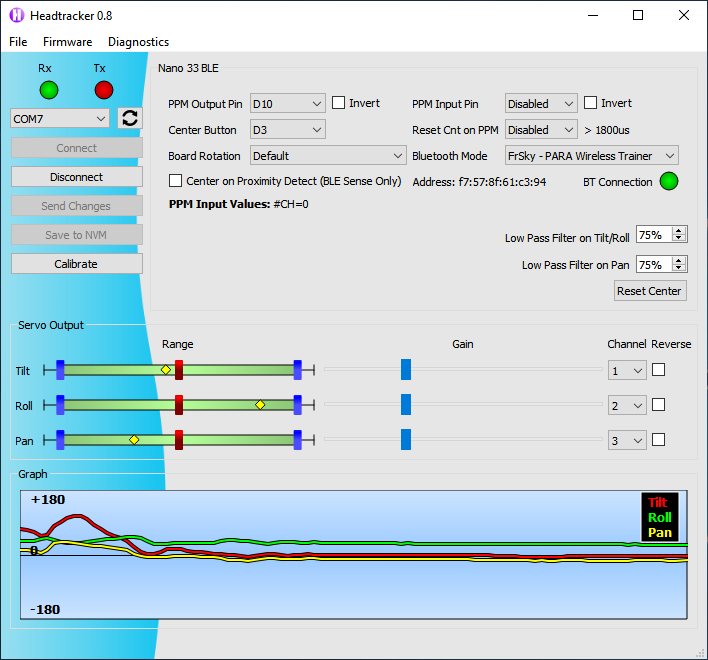 Headtracker 0.8
File Firmware Diagnostics
Rx Tx
COM7
Connect
Disconnect
Send Changes
Save to NVM
Calibrate
Nano 33 BLE
PPM Output Pin D10 Invert PPM Input Pin Disabled Invert
Center Button D3 Reset Cnt on PPM Disabled > 1800us
Board Rotation Default Bluetooth Mode FrSky - PARA Wireless Trainer
Center on Proximity Detect (BLE Sense Only) Address: f7:57:8f:61:c3:94 BT Connection
PPM Input Values: #CH=0
Low Pass Filter on Tilt/Roll 75%
Low Pass Filter on Pan 75%
Reset Center
Servo Output
Range Gain Channel Reverse
Tilt 1
Roll 2
Pan 3
Graph
+180
0
-180
Tilt
Roll
Pan